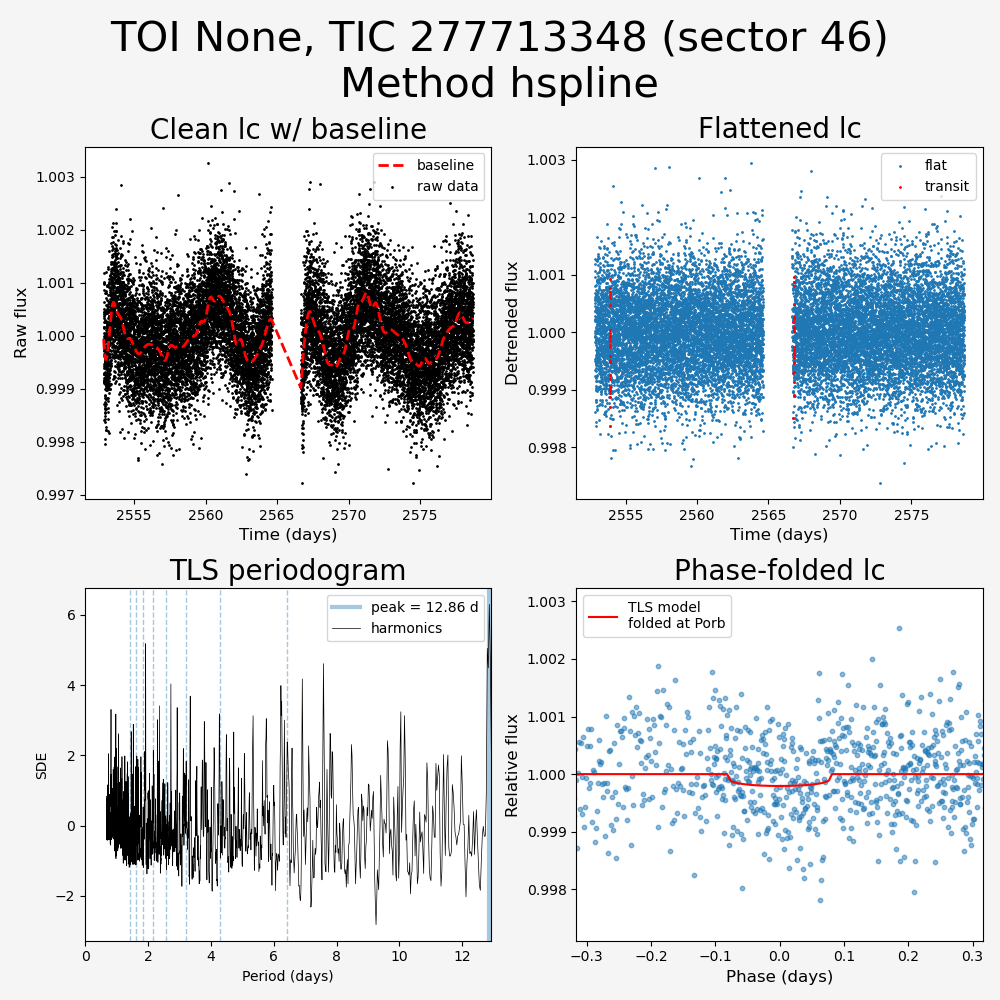 TOI None, TIC 277713348 (sector 46)
Method hspline
Clean lc w/ baseline
baseline
raw data
1.003
1.002
1.001
1.000
0.999
0.998
0.997
Raw flux
2555
2560
2565
2570
2575
Time (days)
Flattened lc
flat
transit
1.003
1.002
1.001
1.000
0.999
0.998
Detrended flux
2555
2560
2565
2570
2575
Time (days)
TLS periodogram
peak = 12.86 d
harmonics
6
4
2
0
−2
SDE
0
2
4
6
8
10
12
Period (days)
Phase-folded lc
TLS model
folded at Porb
1.003
1.002
1.001
1.000
0.999
0.998
Relative flux
−0.3
−0.2
−0.1
0.0
0.1
0.2
0.3
Phase (days)